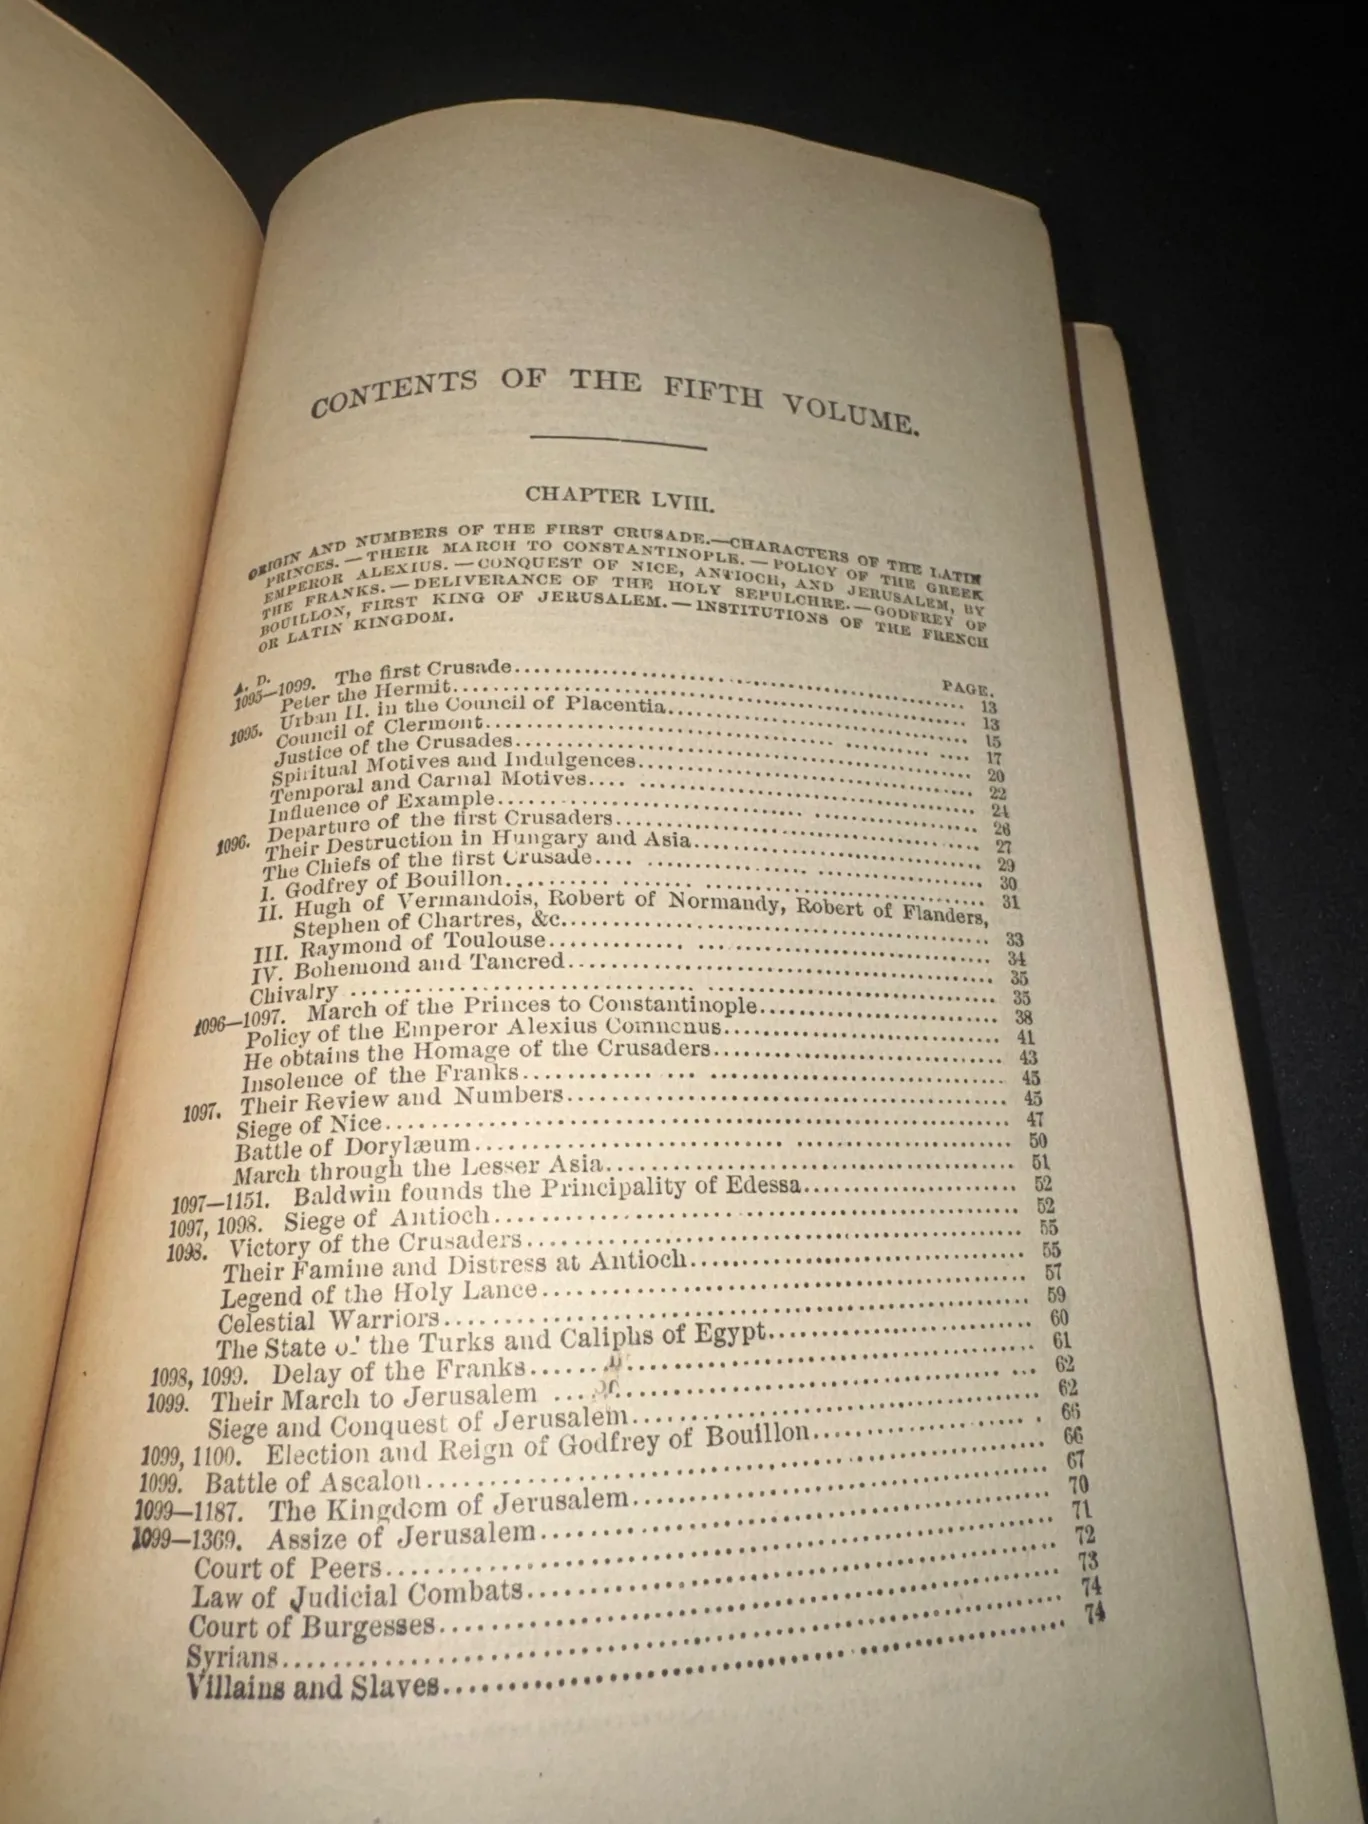 CONTENTS OF THE FIFTH VOLUME.
CHAPTER LVIII.
ORIGIN AND NUMBERS OF THE FIRST CRUSADE.—CHARACTERS OF THE LATIN
PRINCES.—THEIR MARCH TO CONSTANTINOPLE.—POLICY OF THE GREEK
EMPEROR ALEXIUS.—CONQUEST OF NICE, ANTIOCH, AND JERUSALEM, BY
THE FRANKS.—DELIVERANCE OF THE HOLY SEPULCHRE.—GODFREY OF
BOUILLON, FIRST KING OF JERUSALEM.—INSTITUTIONS OF THE FRENCH
OR LATIN KINGDOM.
A. D. PAGE.
1095—1099. The first Crusade 13
Peter the Hermit 13
1095. Urban II. in the Council of Placentia 15
Council of Clermont 17
Justice of the Crusades 20
Spiritual Motives and Indulgences 22
Temporal and Carnal Motives 24
Influence of Example 26
1096. Departure of the first Crusaders 27
Their Destruction in Hungary and Asia 29
The Chiefs of the first Crusade 30
I. Godfrey of Bouillon 31
II. Hugh of Vermandois, Robert of Normandy, Robert of Flanders,
Stephen of Chartres, &c. 33
III. Raymond of Toulouse 34
IV. Bohemond and Tancred 35
Chivalry 35
1096—1097. March of the Princes to Constantinople 38
Policy of the Emperor Alexius Comnenus 41
He obtains the Homage of the Crusaders 43
Insolence of the Franks 45
1097. Their Review and Numbers 45
Siege of Nice 47
Battle of Dorylæum 50
March through the Lesser Asia 51
1097—1151. Baldwin founds the Principality of Edessa 52
1097, 1098. Siege of Antioch 52
1098. Victory of the Crusaders 55
Their Famine and Distress at Antioch 55
Legend of the Holy Lance 57
Celestial Warriors 59
The State of the Turks and Caliphs of Egypt 60
1098, 1099. Delay of the Franks 61
1099. Their March to Jerusalem 62
Siege and Conquest of Jerusalem 62
1099, 1100. Election and Reign of Godfrey of Bouillon 66
1099. Battle of Ascalon 66
1099—1187. The Kingdom of Jerusalem 67
1099—1369. Assize of Jerusalem 70
Court of Peers 71
Law of Judicial Combats 72
Court of Burgesses 73
Syrians 74
Villains and Slaves 74